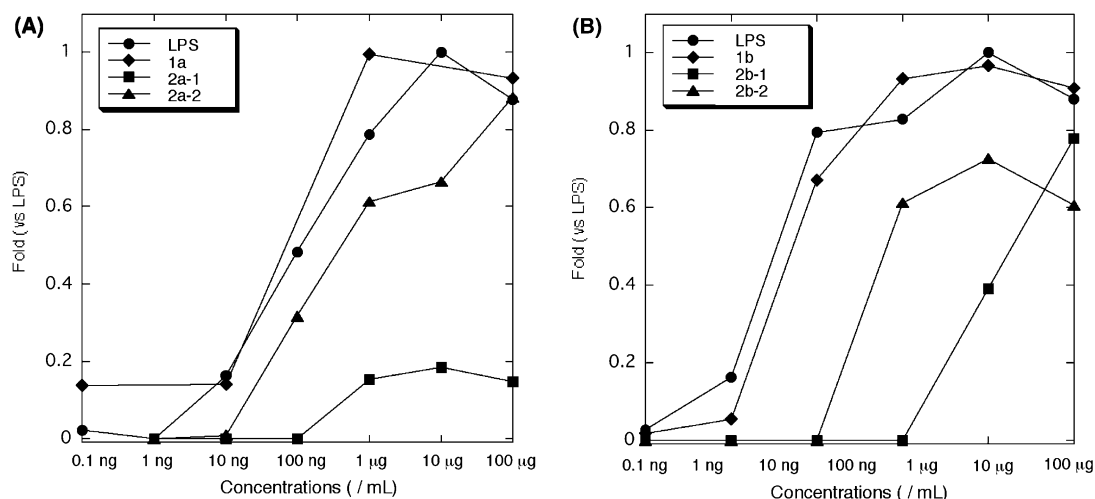 (A)
LPS
1a
2a-1
2a-2
1
0.8
0.6
0.4
0.2
0
Fold ( vs LPS)
0.1 ng 1 ng 10 ng 100 ng 1 µg 10 µg 100 µg
Concentrations ( / mL)
(B)
LPS
1b
2b-1
2b-2
1
0.8
0.6
0.4
0.2
0
Fold ( vs LPS)
0.1 ng 1 ng 10 ng 100 ng 1 µg 10 µg 100 µg
Concentrations ( / mL)